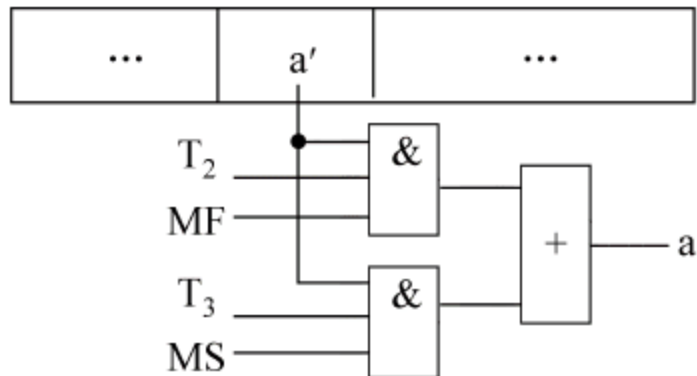 ... a′ ...
T₂ &
MF
+ a
T₃ &
MS